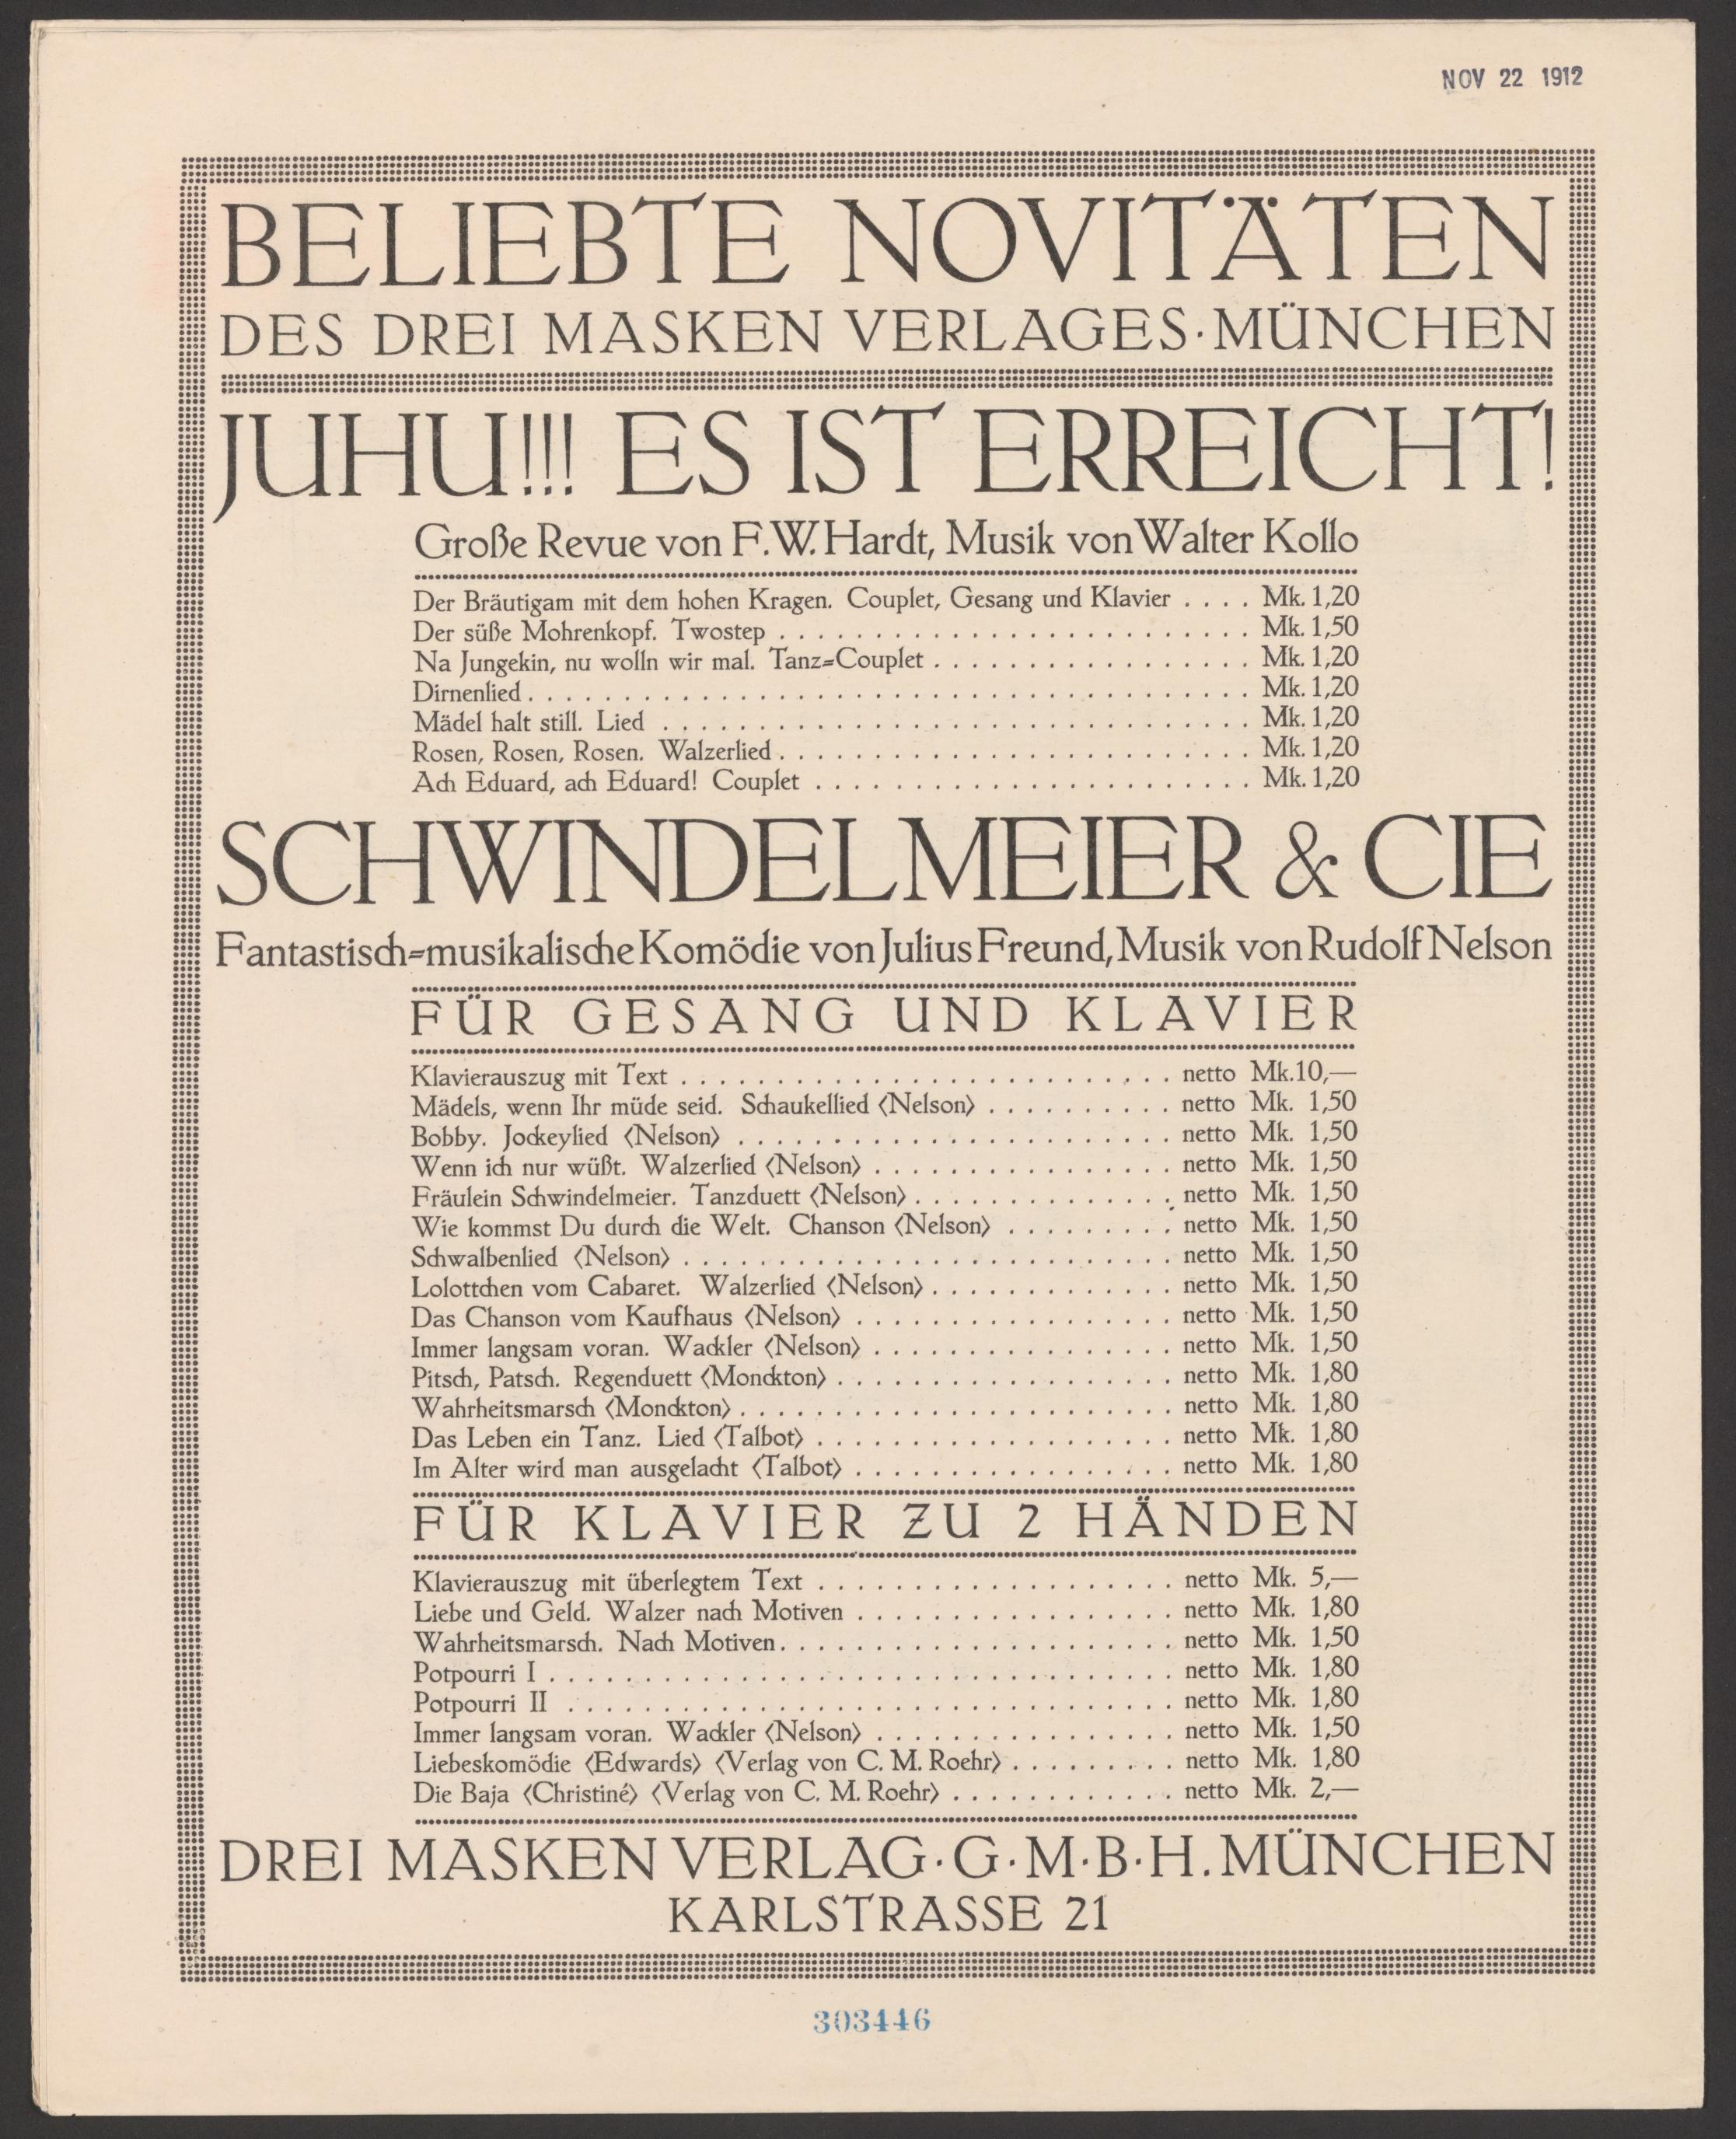 NOV 22 1912
BELIEBTE NOVITÄTEN
DES DREI MASKEN VERLAGES·MÜNCHEN
JUHU!!! ES IST ERREICHT!
Große Revue von F.W. Hardt, Musik von Walter Kollo
Der Bräutigam mit dem hohen Kragen. Couplet, Gesang und Klavier . . . . Mk. 1,20
Der süße Mohrenkopf. Twostep . . . . Mk. 1,50
Na Jungekin, nu wolln wir mal. Tanz=Couplet . . . . Mk. 1,20
Dirnenlied . . . . Mk. 1,20
Mädel halt still. Lied . . . . Mk. 1,20
Rosen, Rosen, Rosen. Walzerlied . . . . Mk. 1,20
Ach Eduard, ach Eduard! Couplet . . . . Mk. 1,20
SCHWINDELMEIER & CIE
Fantastisch=musikalische Komödie von Julius Freund, Musik von Rudolf Nelson
FÜR GESANG UND KLAVIER
Klavierauszug mit Text . . . . netto Mk. 10,—
Mädels, wenn Ihr müde seid. Schaukellied ⟨Nelson⟩ . . . . netto Mk. 1,50
Bobby. Jockeylied ⟨Nelson⟩ . . . . netto Mk. 1,50
Wenn ich nur wüßt. Walzerlied ⟨Nelson⟩ . . . . netto Mk. 1,50
Fräulein Schwindelmeier. Tanzduett ⟨Nelson⟩ . . . . netto Mk. 1,50
Wie kommst Du durch die Welt. Chanson ⟨Nelson⟩ . . . . netto Mk. 1,50
Schwalbenlied ⟨Nelson⟩ . . . . netto Mk. 1,50
Lolottchen vom Cabaret. Walzerlied ⟨Nelson⟩ . . . . netto Mk. 1,50
Das Chanson vom Kaufhaus ⟨Nelson⟩ . . . . netto Mk. 1,50
Immer langsam voran. Wackler ⟨Nelson⟩ . . . . netto Mk. 1,50
Pitsch, Patsch. Regenduett ⟨Monckton⟩ . . . . netto Mk. 1,80
Wahrheitsmarsch ⟨Monckton⟩ . . . . netto Mk. 1,80
Das Leben ein Tanz. Lied ⟨Talbot⟩ . . . . netto Mk. 1,80
Im Alter wird man ausgelacht ⟨Talbot⟩ . . . . netto Mk. 1,80
FÜR KLAVIER ZU 2 HÄNDEN
Klavierauszug mit überlegtem Text . . . . netto Mk. 5,—
Liebe und Geld. Walzer nach Motiven . . . . netto Mk. 1,80
Wahrheitsmarsch. Nach Motiven . . . . netto Mk. 1,50
Potpourri I . . . . netto Mk. 1,80
Potpourri II . . . . netto Mk. 1,80
Immer langsam voran. Wackler ⟨Nelson⟩ . . . . netto Mk. 1,50
Liebeskomödie ⟨Edwards⟩ ⟨Verlag von C. M. Roehr⟩ . . . . netto Mk. 1,80
Die Baja ⟨Christiné⟩ ⟨Verlag von C. M. Roehr⟩ . . . . netto Mk. 2,—
DREI MASKEN VERLAG·G·M·B·H. MÜNCHEN
KARLSTRASSE 21
303446